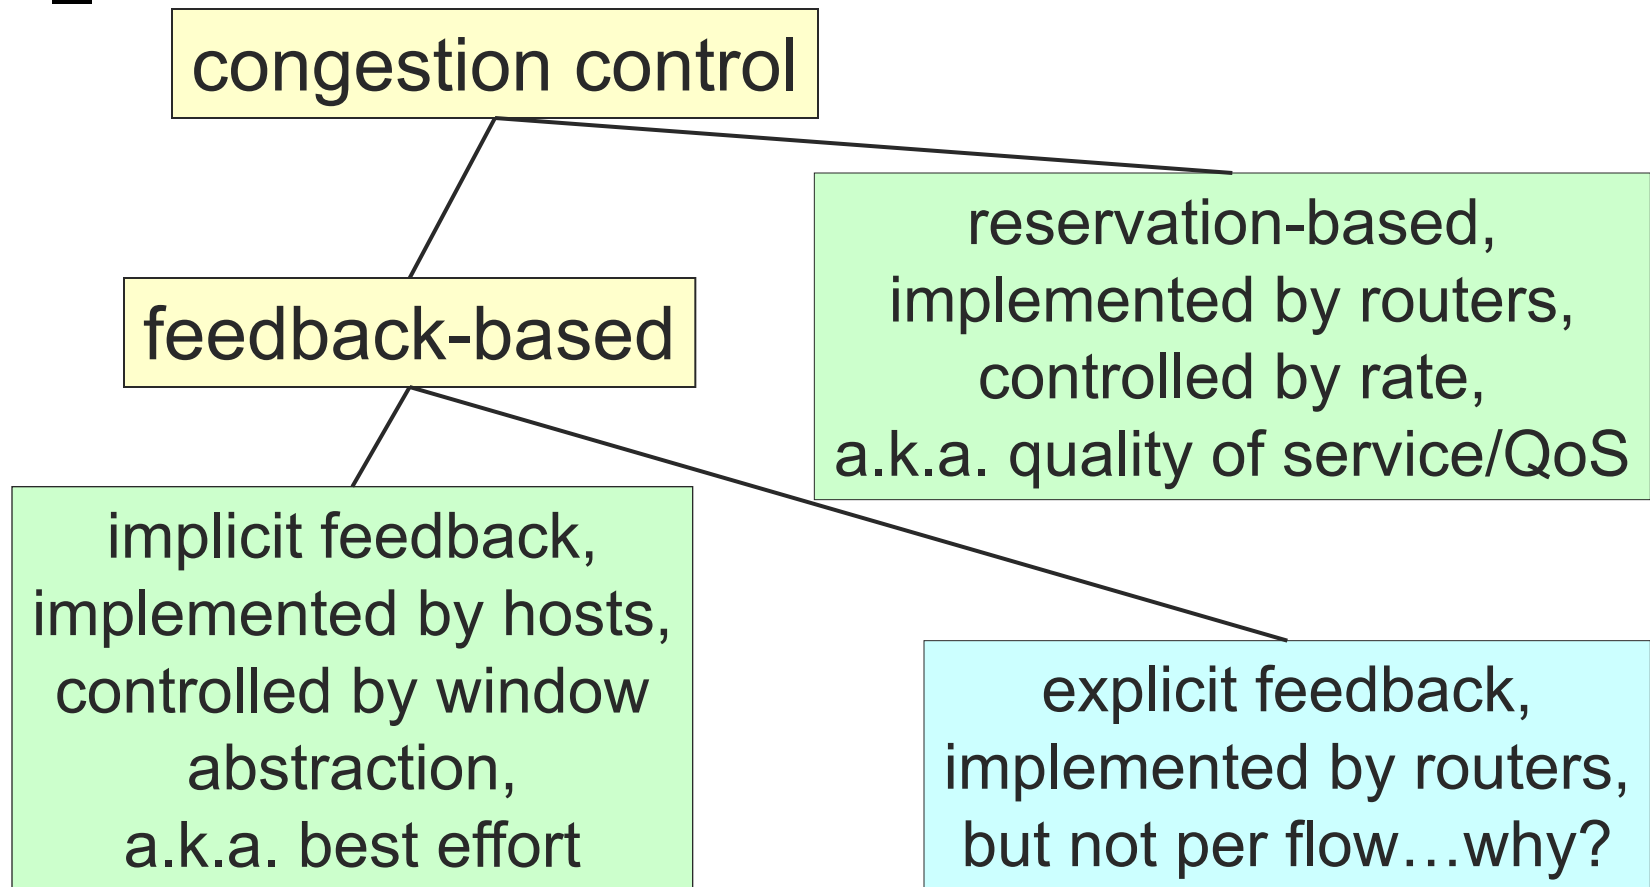 congestion control
reservation-based,
implemented by routers,
controlled by rate,
a.k.a. quality of service/QoS
feedback-based
implicit feedback,
implemented by hosts,
controlled by window
abstraction,
a.k.a. best effort
explicit feedback,
implemented by routers,
but not per flow…why?